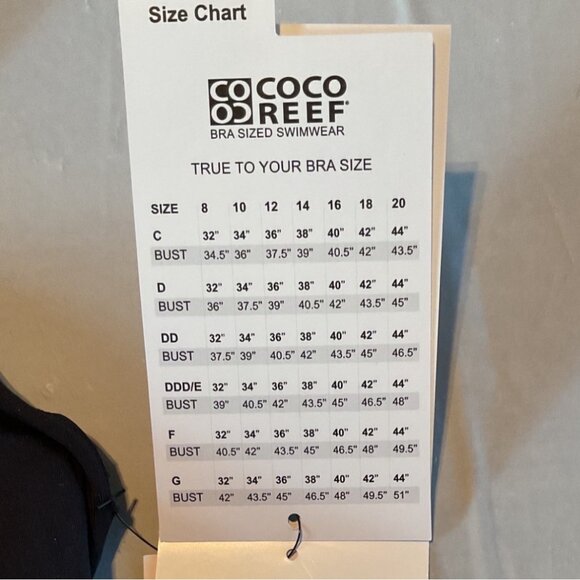 Size Chart
COCO REEF®
BRA SIZED SWIMWEAR
TRUE TO YOUR BRA SIZE
SIZE 8 10 12 14 16 18 20
C 32" 34" 36" 38" 40" 42" 44"
BUST 34.5" 36" 37.5" 39" 40.5" 42" 43.5"
D 32" 34" 36" 38" 40" 42" 44"
BUST 36" 37.5" 39" 40.5" 42" 43.5" 45"
DD 32" 34" 36" 38" 40" 42" 44"
BUST 37.5" 39" 40.5" 42" 43.5" 45" 46.5"
DDD/E 32" 34" 36" 38" 40" 42" 44"
BUST 39" 40.5" 42" 43.5" 45" 46.5" 48"
F 32" 34" 36" 38" 40" 42" 44"
BUST 40.5" 42" 43.5" 45" 46.5" 48" 49.5"
G 32" 34" 36" 38" 40" 42" 44"
BUST 42" 43.5" 45" 46.5" 48" 49.5" 51"